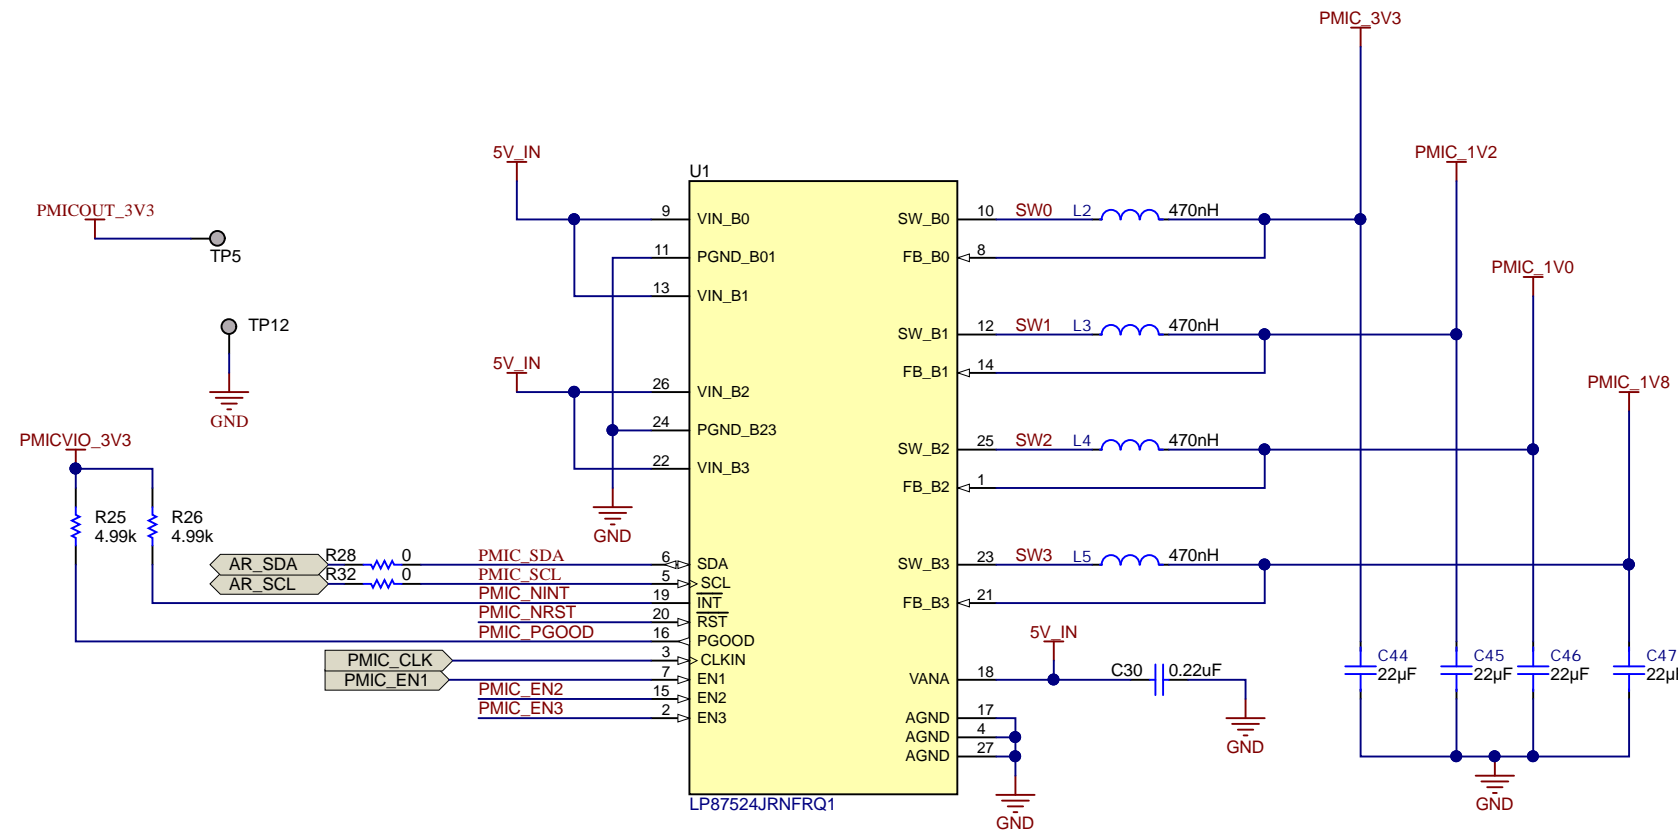 PMIC_3V3
PMIC_1V2
PMIC_1V0
PMIC_1V8
PMICOUT_3V3
TP5
TP12
GND
PMICVIO_3V3
R25
4.99k
R26
4.99k
5V_IN
5V_IN
GND
AR_SDA
R28
0
PMIC_SDA
AR_SCL
R32
0
PMIC_SCL
PMIC_NINT
PMIC_NRST
PMIC_PGOOD
PMIC_CLK
PMIC_EN1
PMIC_EN2
PMIC_EN3
U1
9 VIN_B0
11 PGND_B01
13 VIN_B1
26 VIN_B2
24 PGND_B23
22 VIN_B3
6 SDA
5 SCL
19 INT
20 RST
16 PGOOD
3 CLKIN
7 EN1
15 EN2
2 EN3
SW_B0 10 SW0 L2 470nH
FB_B0 8
SW_B1 12 SW1 L3 470nH
FB_B1 14
SW_B2 25 SW2 L4 470nH
FB_B2 1
SW_B3 23 SW3 L5 470nH
FB_B3 21
5V_IN
VANA 18 C30 0.22uF
GND
AGND 17
AGND 4
AGND 27
GND
LP87524JRNFRQ1
C44
22µF
C45
22µF
C46
22µF
C47
22µ
GND